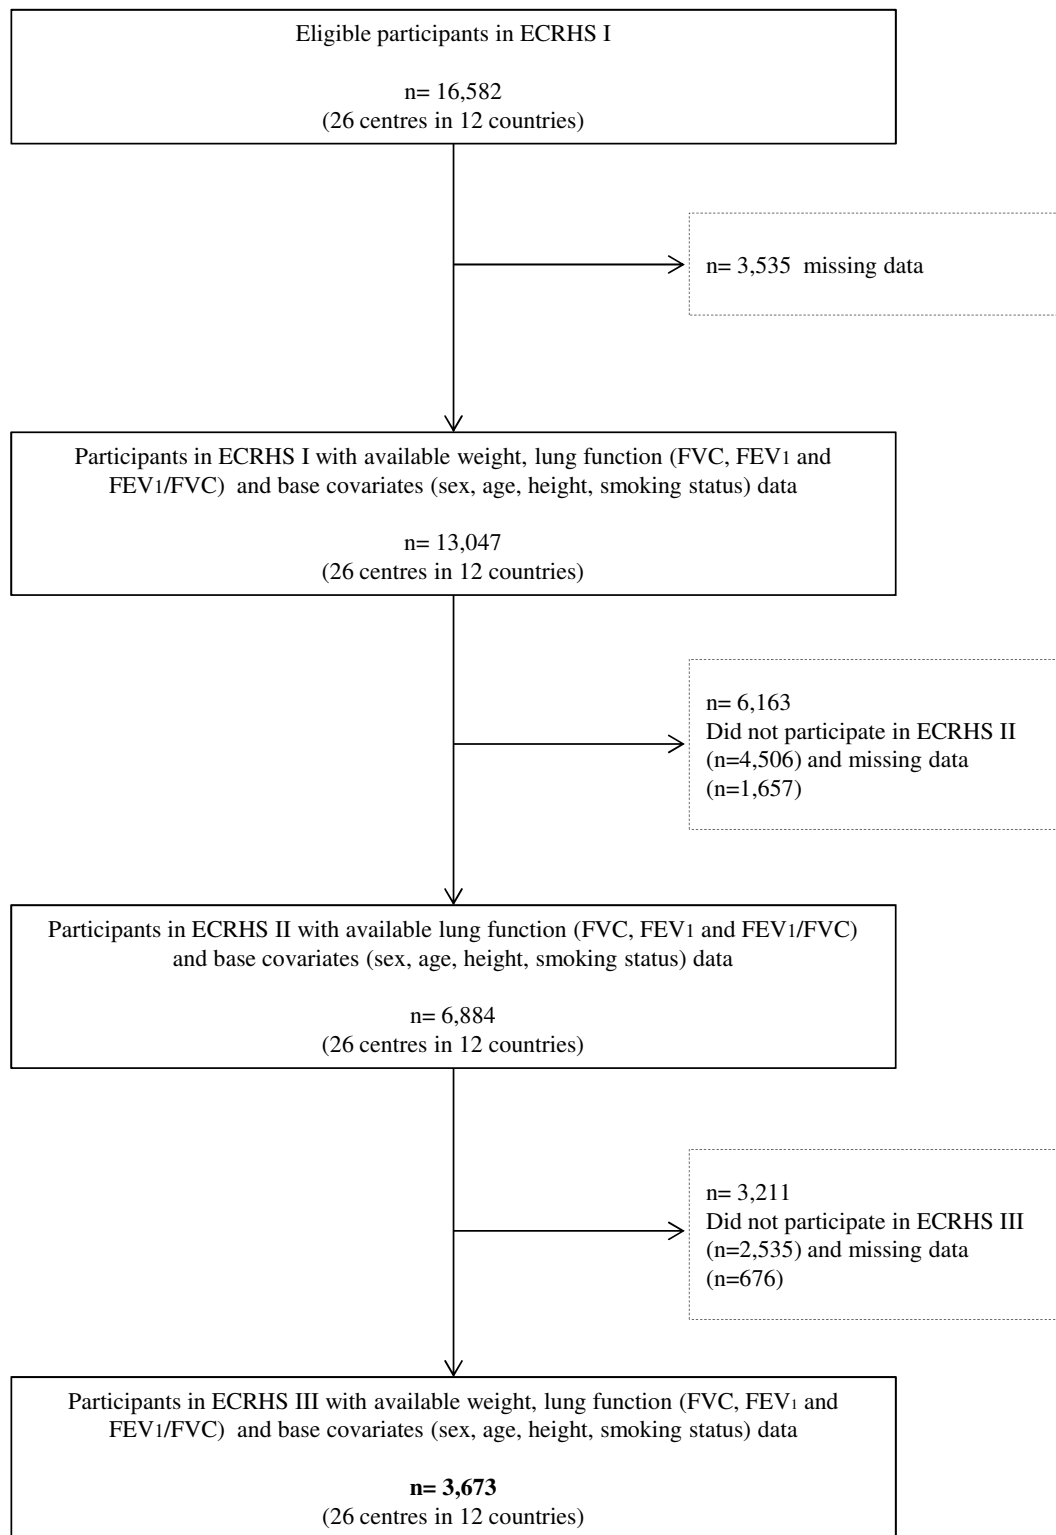 Eligible participants in ECRHS I
n= 16,582
(26 centres in 12 countries)
n= 3,535  missing data
Participants in ECRHS I with available weight, lung function (FVC, FEV1 and
FEV1/FVC)  and base covariates (sex, age, height, smoking status) data
n= 13,047
(26 centres in 12 countries)
n= 6,163
Did not participate in ECRHS II
(n=4,506) and missing data
(n=1,657)
Participants in ECRHS II with available lung function (FVC, FEV1 and FEV1/FVC)
and base covariates (sex, age, height, smoking status) data
n= 6,884
(26 centres in 12 countries)
n= 3,211
Did not participate in ECRHS III
(n=2,535) and missing data
(n=676)
Participants in ECRHS III with available weight, lung function (FVC, FEV1 and
FEV1/FVC)  and base covariates (sex, age, height, smoking status) data
n= 3,673
(26 centres in 12 countries)